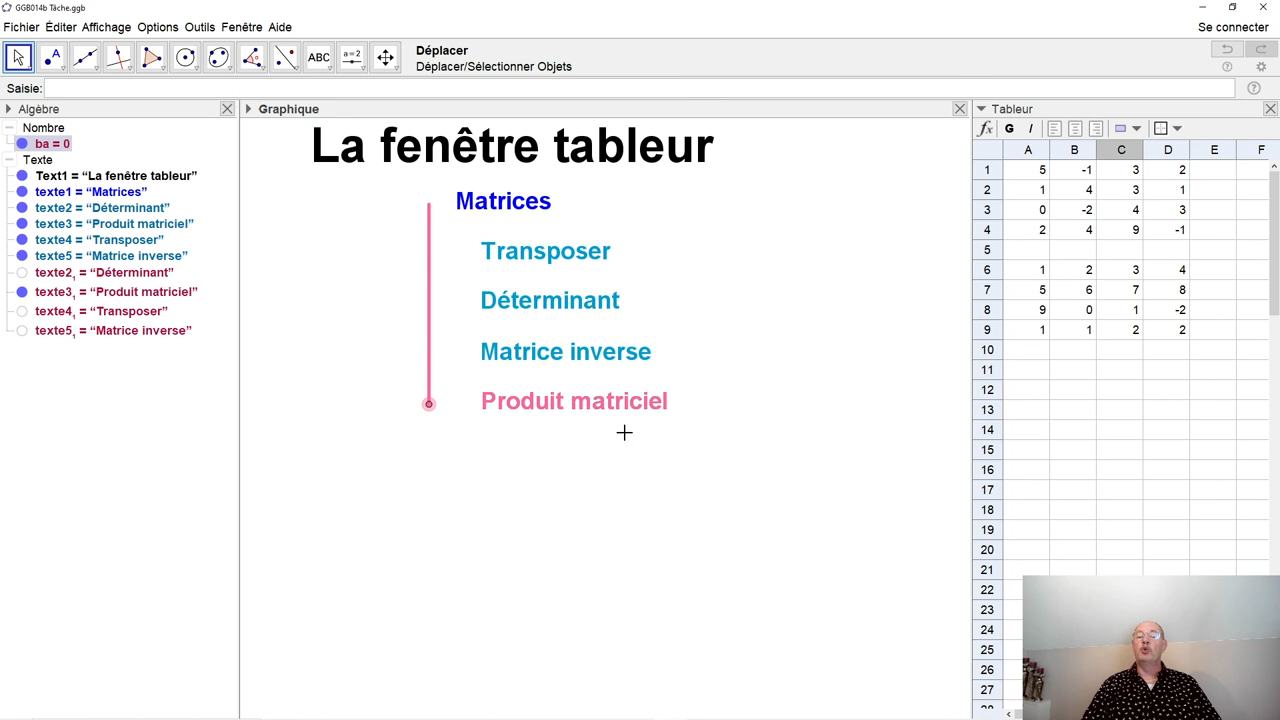 GGB014b Tâche.ggb
Fichier Éditer Affichage Options Outils Fenêtre Aide
Se connecter
ABC
a=2
Déplacer
Déplacer/Sélectionner Objets
Saisie:
Algèbre
Graphique
Tableur
Nombre
ba = 0
Texte
Text1 = “La fenêtre tableur”
texte1 = “Matrices”
texte2 = “Déterminant”
texte3 = “Produit matriciel”
texte4 = “Transposer”
texte5 = “Matrice inverse”
texte2₁ = “Déterminant”
texte3₁ = “Produit matriciel”
texte4₁ = “Transposer”
texte5₁ = “Matrice inverse”
La fenêtre tableur
Matrices
Transposer
Déterminant
Matrice inverse
Produit matriciel
fx G I
A B C D E F
1 5 -1 3 2
2 1 4 3 1
3 0 -2 4 3
4 2 4 9 -1
5
6 1 2 3 4
7 5 6 7 8
8 9 0 1 -2
9 1 1 2 2
10
11
12
13
14
15
16
17
18
19
20
21
22
23
24
25
26
27